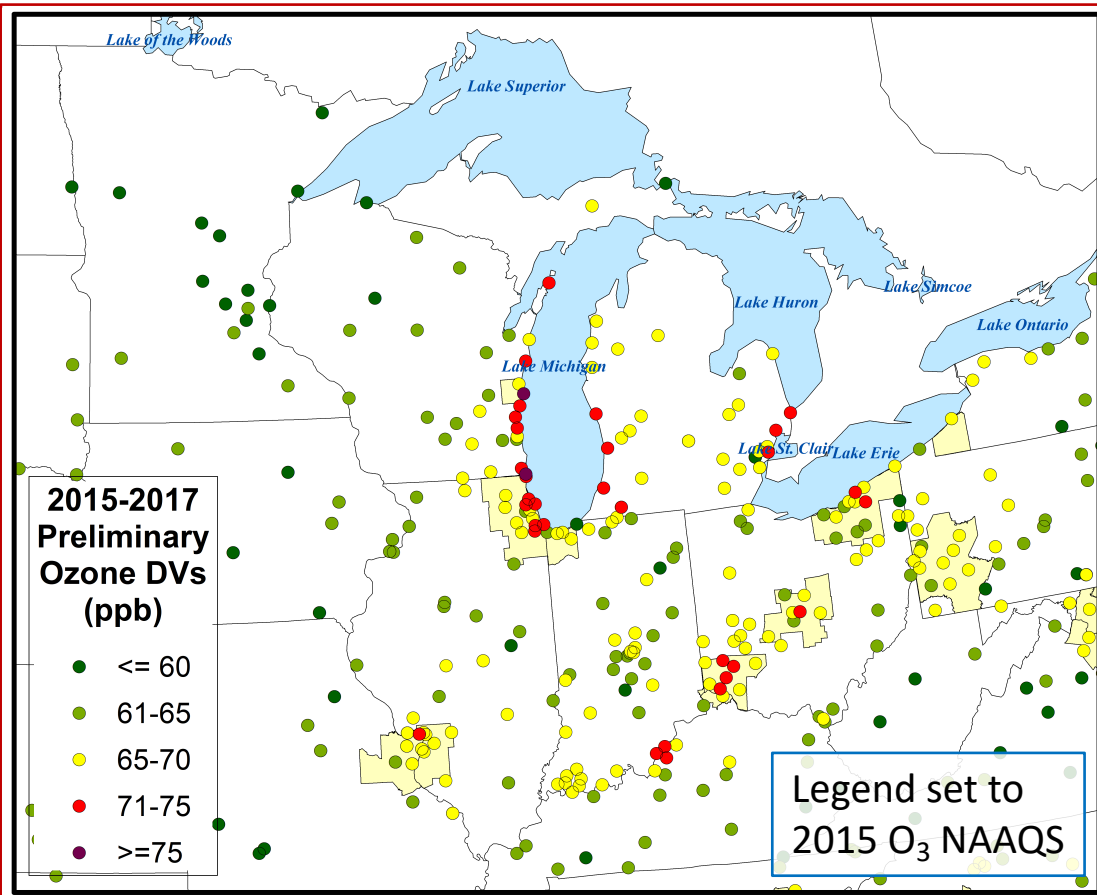 Lake of the Woods
Lake Superior
Lake Huron
Lake Simcoe
Lake Ontario
Lake Michigan
Lake St. Clair
Lake Erie
2015-2017
Preliminary
Ozone DVs
(ppb)
<= 60
61-65
65-70
71-75
>=75
Legend set to
2015 O₃ NAAQS